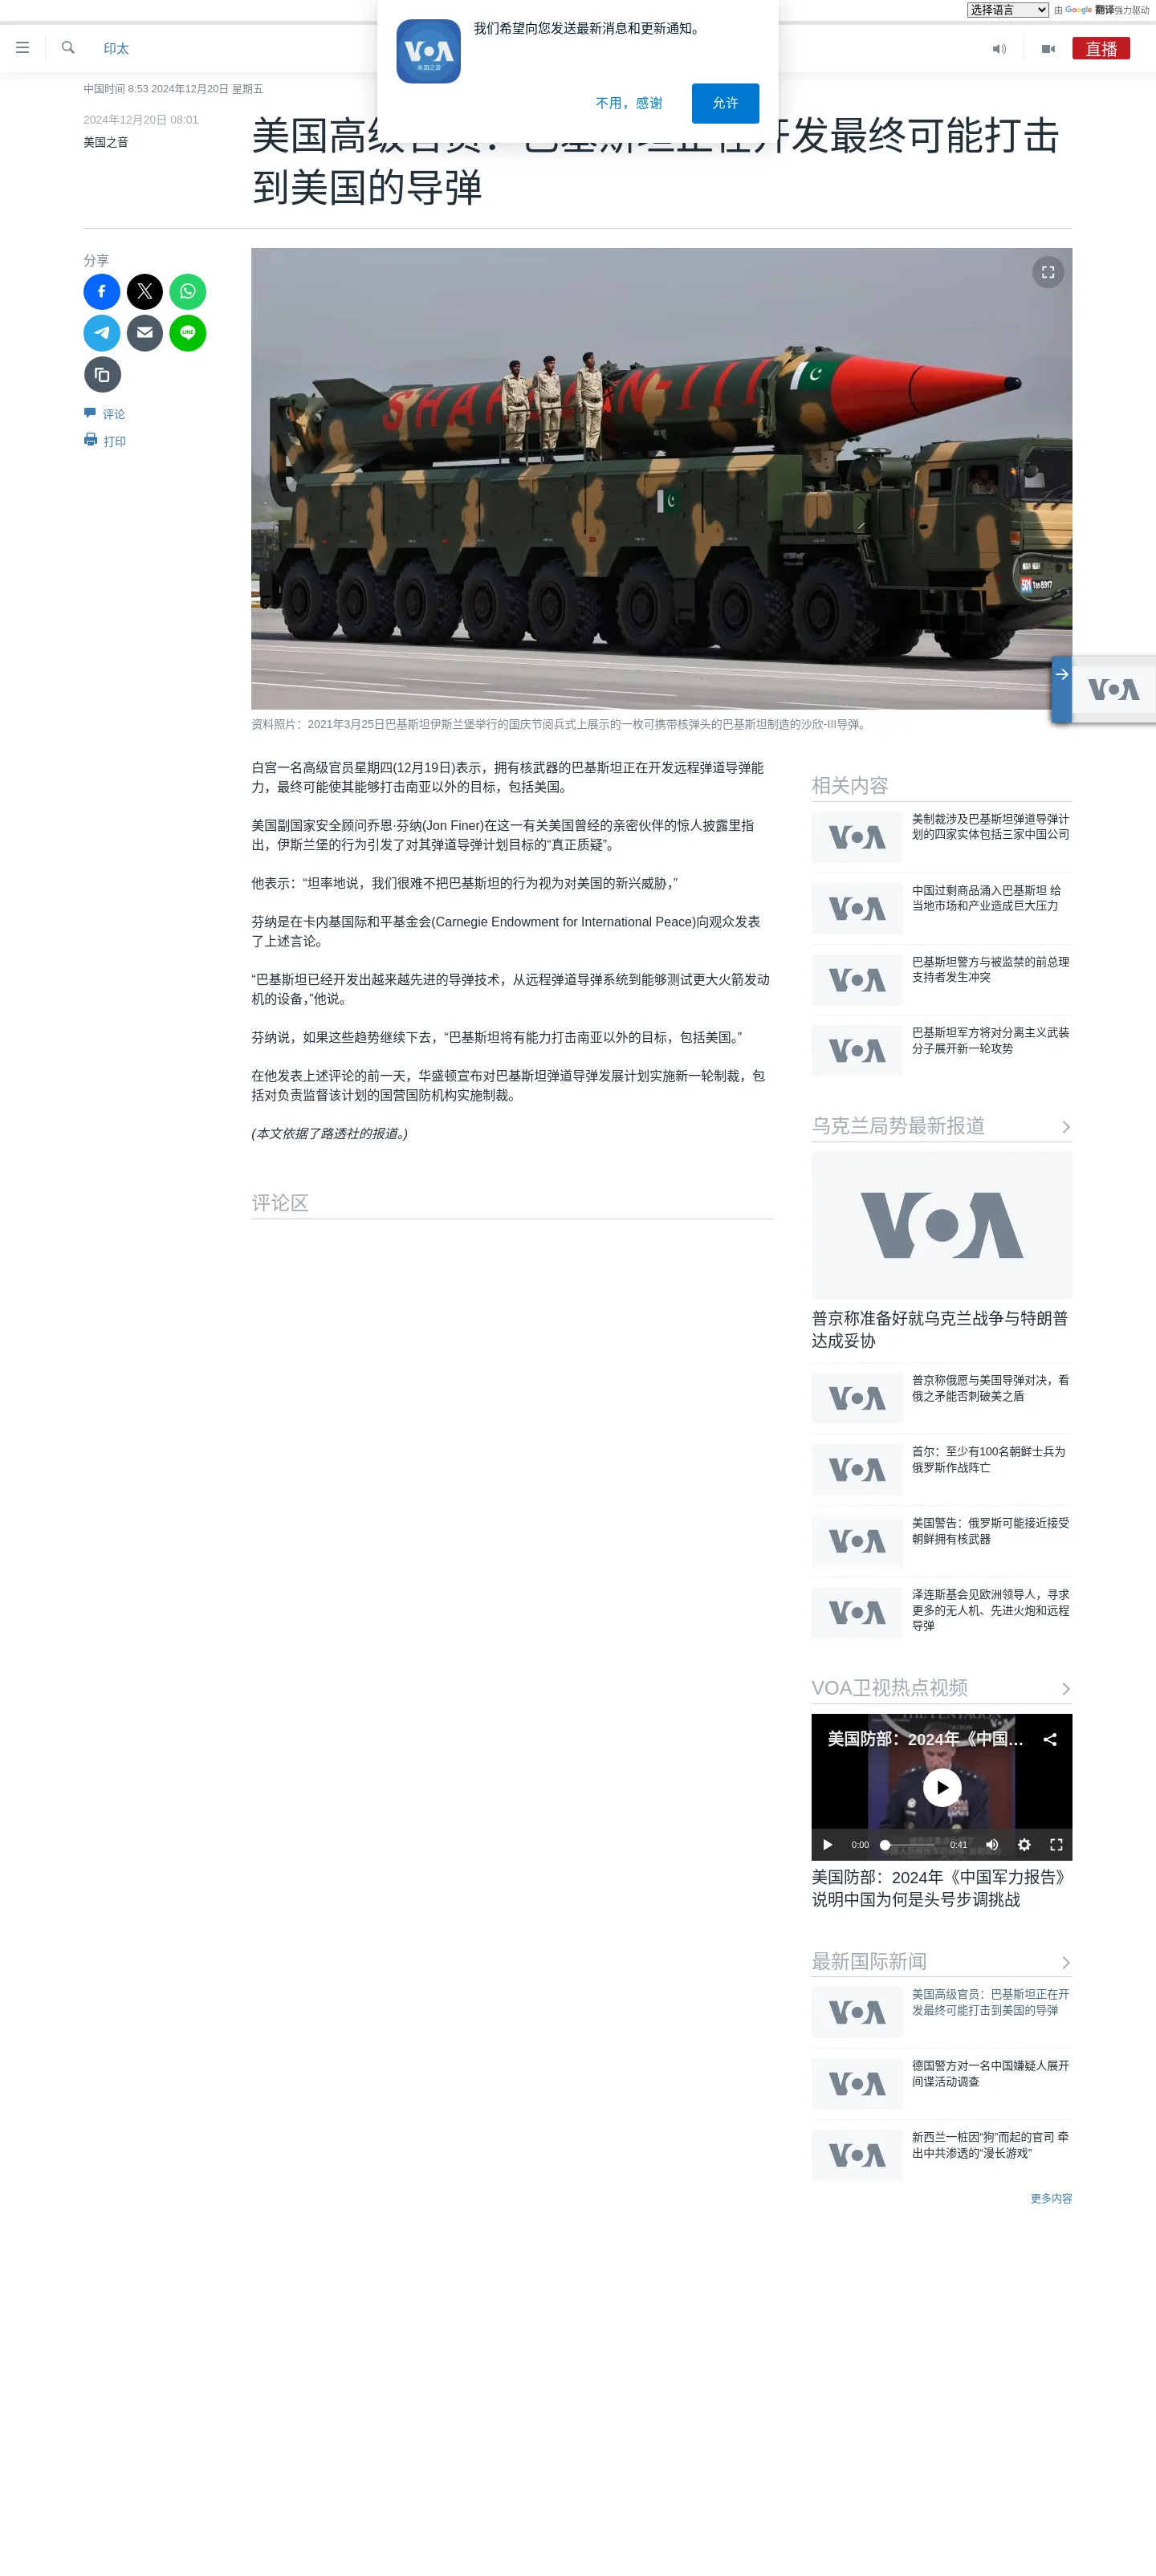 选择语言 由 Google 翻译强力驱动
我们希望向您发送最新消息和更新通知。
VOA
美国之音
不用，感谢
允许
印太
直播
中国时间 8:53 2024年12月20日 星期五
2024年12月20日 08:01
美国之音
美国高级官员：巴基斯坦正在开发最终可能打击
到美国的导弹
分享
LINE
评论
打印
SHAHEEN III
501
资料照片：2021年3月25日巴基斯坦伊斯兰堡举行的国庆节阅兵式上展示的一枚可携带核弹头的巴基斯坦制造的沙欣-III导弹。
VOA
白宫一名高级官员星期四(12月19日)表示，拥有核武器的巴基斯坦正在开发远程弹道导弹能
力，最终可能使其能够打击南亚以外的目标，包括美国。
美国副国家安全顾问乔恩·芬纳(Jon Finer)在这一有关美国曾经的亲密伙伴的惊人披露里指
出，伊斯兰堡的行为引发了对其弹道导弹计划目标的“真正质疑”。
他表示：“坦率地说，我们很难不把巴基斯坦的行为视为对美国的新兴威胁，”
芬纳是在卡内基国际和平基金会(Carnegie Endowment for International Peace)向观众发表
了上述言论。
“巴基斯坦已经开发出越来越先进的导弹技术，从远程弹道导弹系统到能够测试更大火箭发动
机的设备，”他说。
芬纳说，如果这些趋势继续下去，“巴基斯坦将有能力打击南亚以外的目标，包括美国。”
在他发表上述评论的前一天，华盛顿宣布对巴基斯坦弹道导弹发展计划实施新一轮制裁，包
括对负责监督该计划的国营国防机构实施制裁。
(本文依据了路透社的报道。)
评论区
相关内容
VOA
美制裁涉及巴基斯坦弹道导弹计
划的四家实体包括三家中国公司
VOA
中国过剩商品涌入巴基斯坦 给
当地市场和产业造成巨大压力
VOA
巴基斯坦警方与被监禁的前总理
支持者发生冲突
VOA
巴基斯坦军方将对分离主义武装
分子展开新一轮攻势
乌克兰局势最新报道
VOA
普京称准备好就乌克兰战争与特朗普
达成妥协
VOA
普京称俄愿与美国导弹对决，看
俄之矛能否刺破美之盾
VOA
首尔：至少有100名朝鲜士兵为
俄罗斯作战阵亡
VOA
美国警告：俄罗斯可能接近接受
朝鲜拥有核武器
VOA
泽连斯基会见欧洲领导人，寻求
更多的无人机、先进火炮和远程
导弹
VOA卫视热点视频
THE PENTAGON
VOA
美国防部：2024年《中国...
0:00
0:41
美国防部：2024年《中国军力报告》
说明中国为何是头号步调挑战
最新国际新闻
VOA
美国高级官员：巴基斯坦正在开
发最终可能打击到美国的导弹
VOA
德国警方对一名中国嫌疑人展开
间谍活动调查
VOA
新西兰一桩因“狗”而起的官司 牵
出中共渗透的“漫长游戏”
更多内容